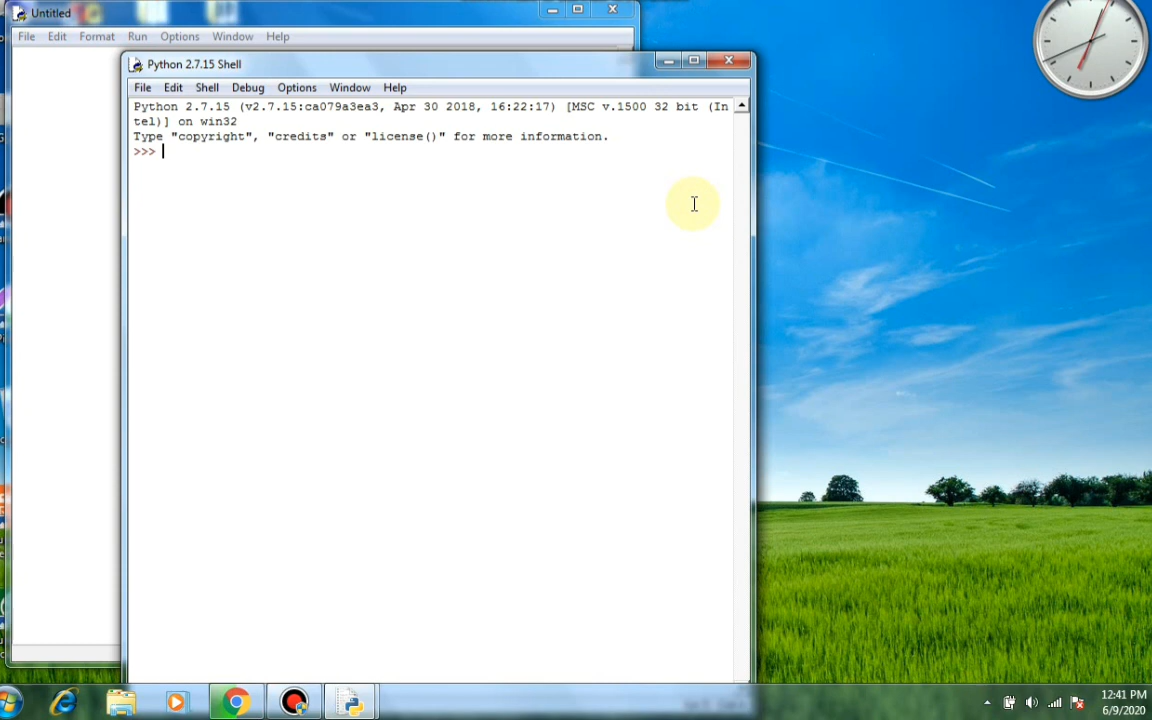 Untitled
File Edit Format Run Options Window Help
Python 2.7.15 Shell
File Edit Shell Debug Options Window Help
Python 2.7.15 (v2.7.15:ca079a3ea3, Apr 30 2018, 16:22:17) [MSC v.1500 32 bit (In
tel)] on win32
Type "copyright", "credits" or "license()" for more information.
>>>
12:41 PM
6/9/2020